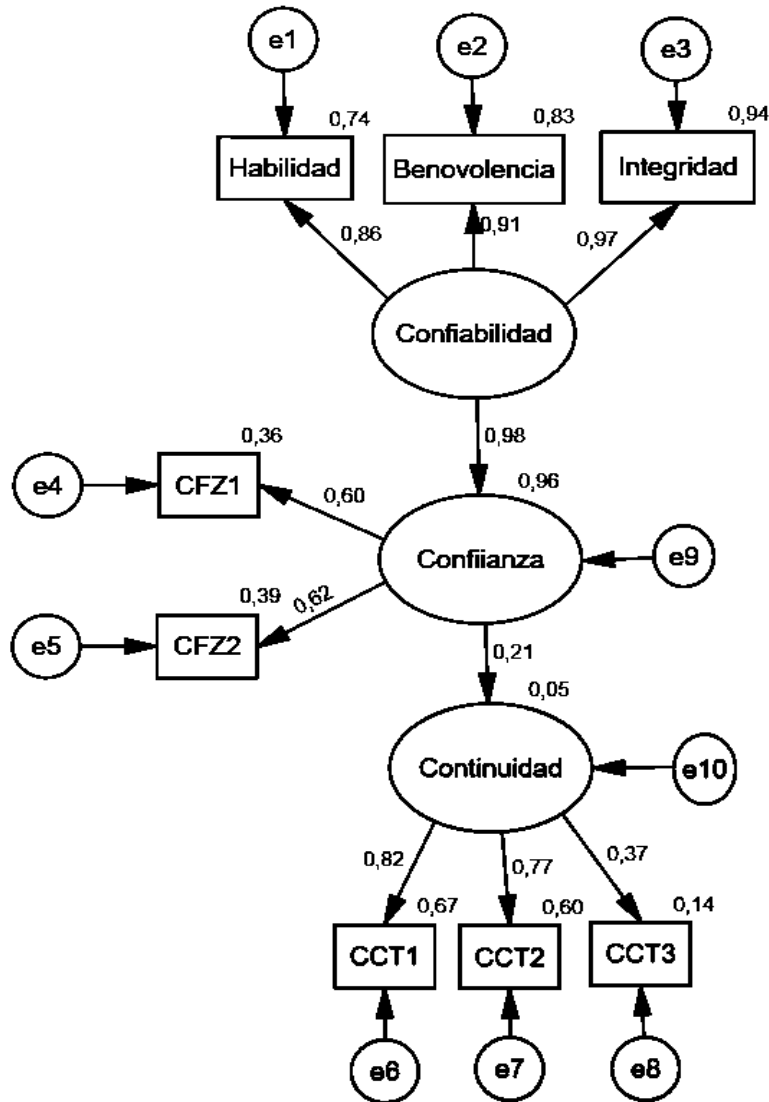 e1
e2
e3
0,74
0,83
0,94
Habilidad
Benovolencia
Integridad
0,86
0,91
0,97
Confiabilidad
0,98
0,36
0,96
e4
CFZ1
0,60
Confiianza
e9
0,39
0,62
e5
CFZ2
0,21
0,05
Continuidad
e10
0,82
0,77
0,37
0,67
0,60
0,14
CCT1
CCT2
CCT3
e6
e7
e8